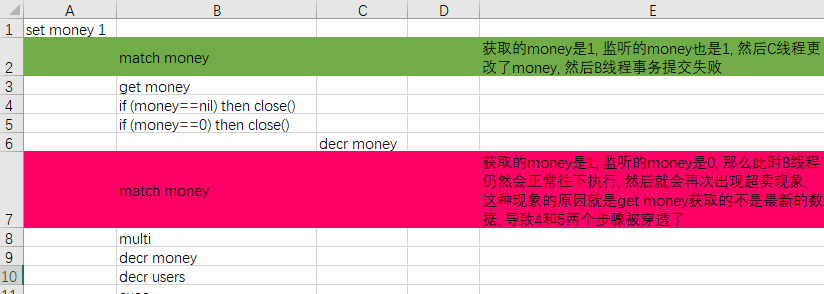 A B C D E
1 set money 1
2 match money 获取的money是1, 监听的money也是1, 然后C线程更
改了money, 然后B线程事务提交失败
3 get money
4 if (money==nil) then close()
5 if (money==0) then close()
6 decr money
7 match money 获取的money是1, 监听的money是0, 那么此时B线程
仍然会正常往下执行, 然后就会再次出现超卖现象;
这种现象的原因就是get money获取的不是最新的数
据, 导致4和5两个步骤被穿透了
8 multi
9 decr money
10 decr users